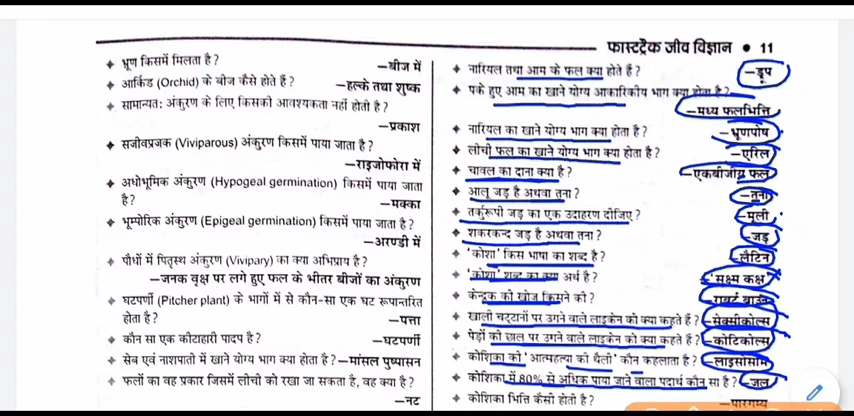 फास्टट्रैक जीव विज्ञान ● 11
❖ भ्रूण किसमें मिलता है?
—बीज में
❖ आर्किड (Orchid) के बीज कैसे होते हैं?
—हल्के तथा शुष्क
❖ सामान्यतः अंकुरण के लिए किसकी आवश्यकता नहीं होती है?
—प्रकाश
❖ सजीवप्रजक (Viviparous) अंकुरण किसमें पाया जाता है?
—राइजोफोरा में
❖ अधोभूमिक अंकुरण (Hypogeal germination) किसमें पाया जाता
है?
—मक्का
❖ भूम्योरिक अंकुरण (Epigeal germination) किसमें पाया जाता है?
—अरण्डी में
❖ पौधों में पितृस्थ अंकुरण (Vivipary) का क्या अभिप्राय है?
—जनक वृक्ष पर लगे हुए फल के भीतर बीजों का अंकुरण
❖ घटपर्णी (Pitcher plant) के भागों में से कौन-सा एक घट रूपान्तरित
होता है?
—पत्ता
❖ कौन सा एक कीटाहारी पादप है?
—घटपर्णी
❖ सेब एवं नाशपाती में खाने योग्य भाग क्या होता है?—मांसल पुष्पासन
❖ फलों का वह प्रकार जिसमें लीची को रखा जा सकता है, वह क्या है?
—नट
❖ नारियल तथा आम के फल क्या होते हैं?
—ड्रूप
❖ पके हुए आम का खाने योग्य आकारिकीय भाग क्या होता है?
—मध्य फलभित्ति
❖ नारियल का खाने योग्य भाग क्या होता है?
—भ्रूणपोष
❖ लीची फल का खाने योग्य भाग क्या होता है?
—एरिल
❖ चावल का दाना क्या है?
—एकबीजीय फल
❖ आलू जड़ है अथवा तना?
—तना
❖ तर्कुरूपी जड़ का एक उदाहरण दीजिए?
—मूली
❖ शकरकन्द जड़ है अथवा तना?
—जड़
❖ 'कोशा' किस भाषा का शब्द है?
—लैटिन
❖ 'कोशा' शब्द का क्या अर्थ है?
—'सूक्ष्म कक्ष'
❖ केन्द्रक की खोज किसने की?
—राबर्ट ब्राउन
❖ खाली चट्टानों पर उगने वाले लाइकेन को क्या कहते हैं?—सेक्सीकोल्स
❖ पेड़ों की छाल पर उगने वाले लाइकेन को क्या कहते हैं?—कोर्टिकोल्स
❖ कोशिका की 'आत्महत्या की थैली' कौन कहलाता है?—लाइसोसोम
❖ कोशिका में 80% से अधिक पाया जाने वाला पदार्थ कौन सा है?—जल
❖ कोशिका भित्ति कैसी होती है?
—पारगम्य